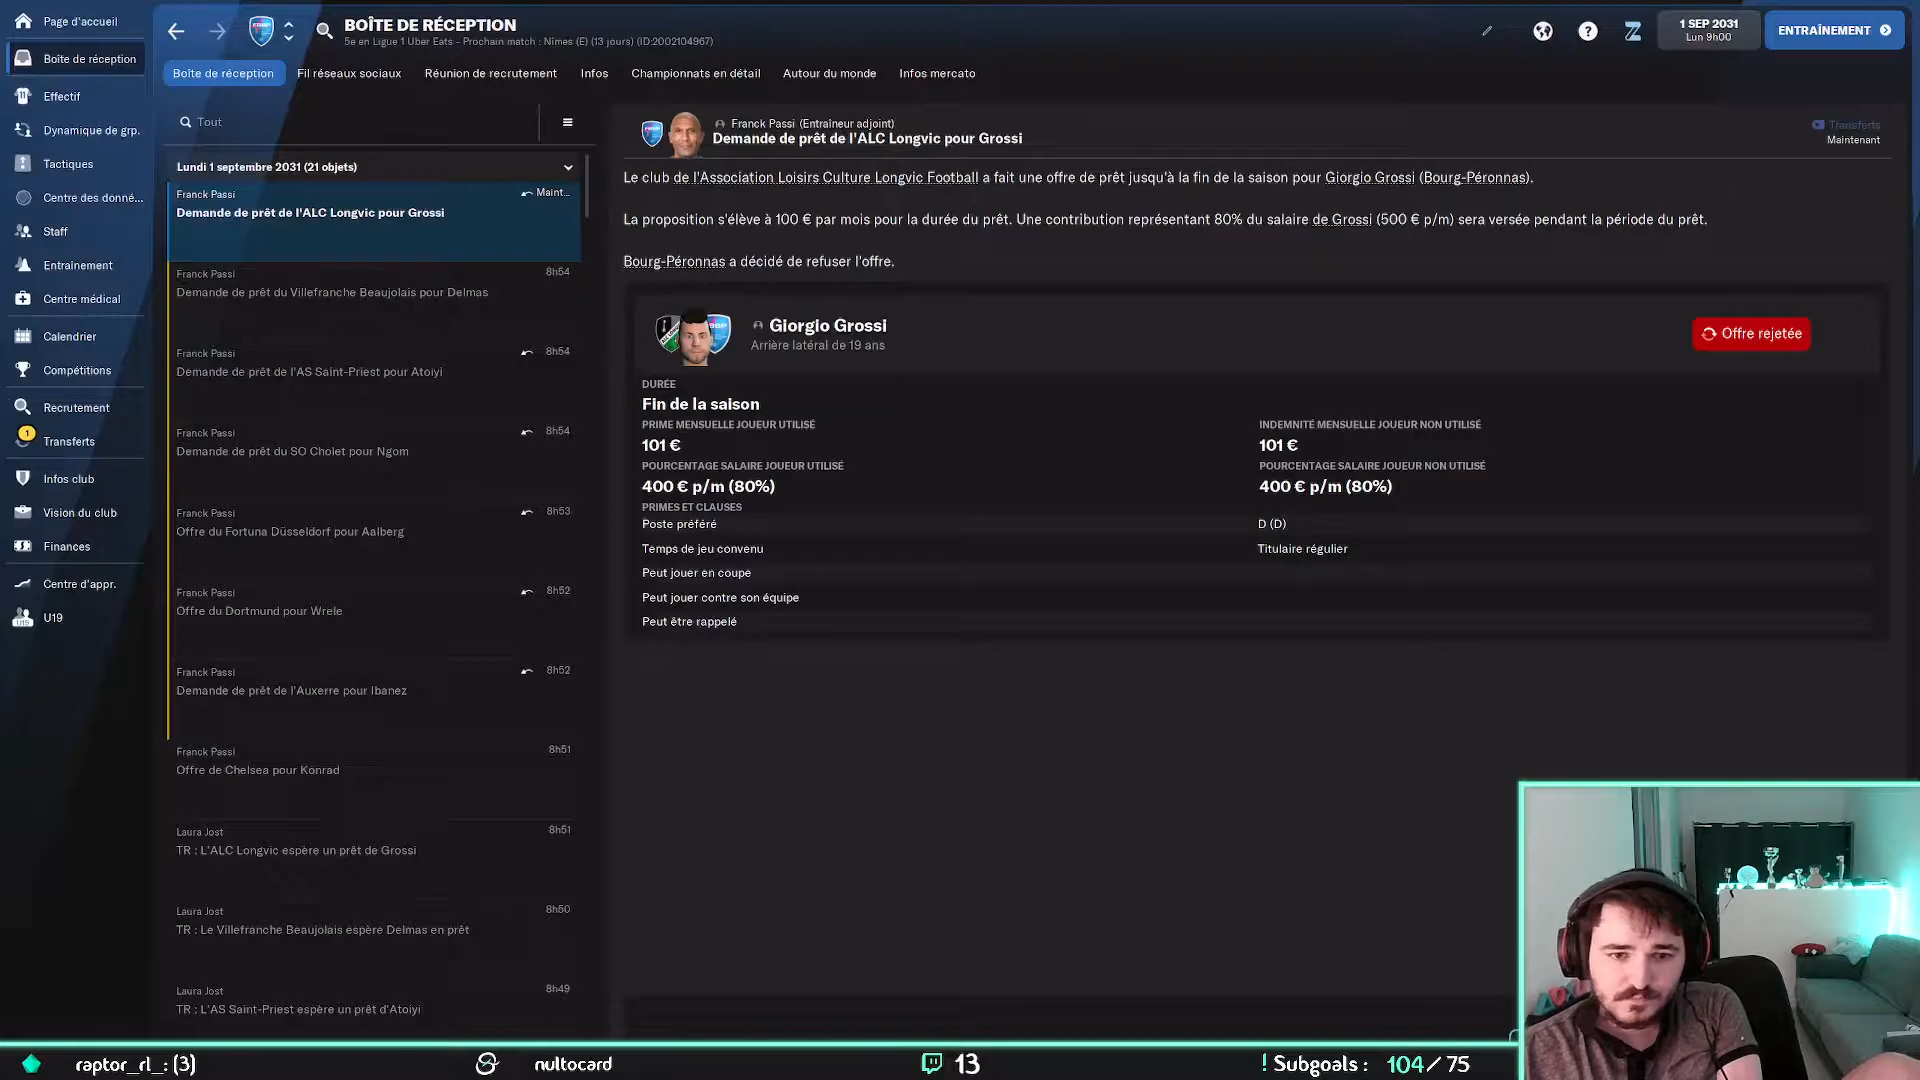 Page d'accueil
Boîte de réception
Effectif
Dynamique de grp.
Tactiques
Centre des donné...
Staff
Entraînement
Centre médical
Calendrier
Compétitions
Recrutement
1
Transferts
Infos club
Vision du club
Finances
Centre d'appr.
U19
BOÎTE DE RÉCEPTION
5e en Ligue 1 Uber Eats - Prochain match : Nîmes (E) (13 jours) (ID:2002104967)
1 SEP 2031
Lun 9h00
ENTRAÎNEMENT
Boîte de réception
Fil réseaux sociaux
Réunion de recrutement
Infos
Championnats en détail
Autour du monde
Infos mercato
Tout
Lundi 1 septembre 2031 (21 objets)
Franck Passi
Maint...
Demande de prêt de l'ALC Longvic pour Grossi
Franck Passi
8h54
Demande de prêt du Villefranche Beaujolais pour Delmas
Franck Passi
8h54
Demande de prêt de l'AS Saint-Priest pour Atoiyi
Franck Passi
8h54
Demande de prêt du SO Cholet pour Ngom
Franck Passi
8h53
Offre du Fortuna Düsseldorf pour Aalberg
Franck Passi
8h52
Offre du Dortmund pour Wrele
Franck Passi
8h52
Demande de prêt de l'Auxerre pour Ibanez
Franck Passi
8h51
Offre de Chelsea pour Konrad
Laura Jost
8h51
TR : L'ALC Longvic espère un prêt de Grossi
Laura Jost
8h50
TR : Le Villefranche Beaujolais espère Delmas en prêt
Laura Jost
8h49
TR : L'AS Saint-Priest espère un prêt d'Atoiyi
Franck Passi (Entraîneur adjoint)
Demande de prêt de l'ALC Longvic pour Grossi
Transferts
Maintenant
Le club de l'Association Loisirs Culture Longvic Football a fait une offre de prêt jusqu'à la fin de la saison pour Giorgio Grossi (Bourg-Péronnas).
La proposition s'élève à 100 € par mois pour la durée du prêt. Une contribution représentant 80% du salaire de Grossi (500 € p/m) sera versée pendant la période du prêt.
Bourg-Péronnas a décidé de refuser l'offre.
Giorgio Grossi
Arrière latéral de 19 ans
Offre rejetée
DURÉE
Fin de la saison
PRIME MENSUELLE JOUEUR UTILISÉ
INDEMNITÉ MENSUELLE JOUEUR NON UTILISÉ
101 €
101 €
POURCENTAGE SALAIRE JOUEUR UTILISÉ
POURCENTAGE SALAIRE JOUEUR NON UTILISÉ
400 € p/m (80%)
400 € p/m (80%)
PRIMES ET CLAUSES
Poste préféré
D (D)
Temps de jeu convenu
Titulaire régulier
Peut jouer en coupe
Peut jouer contre son équipe
Peut être rappelé
raptor_rl_: (3)
nultocard
13
! Subgoals : 104 / 75